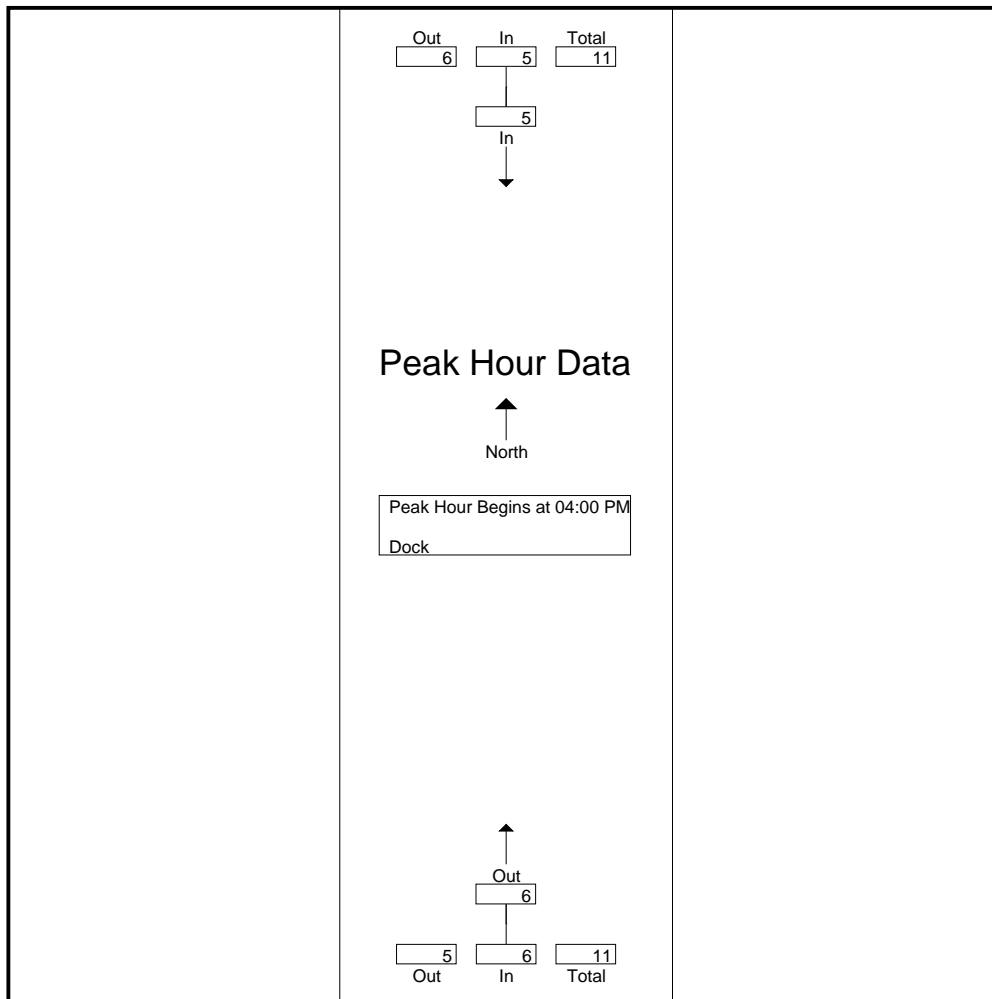 Out In Total
6 5 11
5
In
Peak Hour Data
North
Peak Hour Begins at 04:00 PM
Dock
Out
6
5 6 11
Out In Total